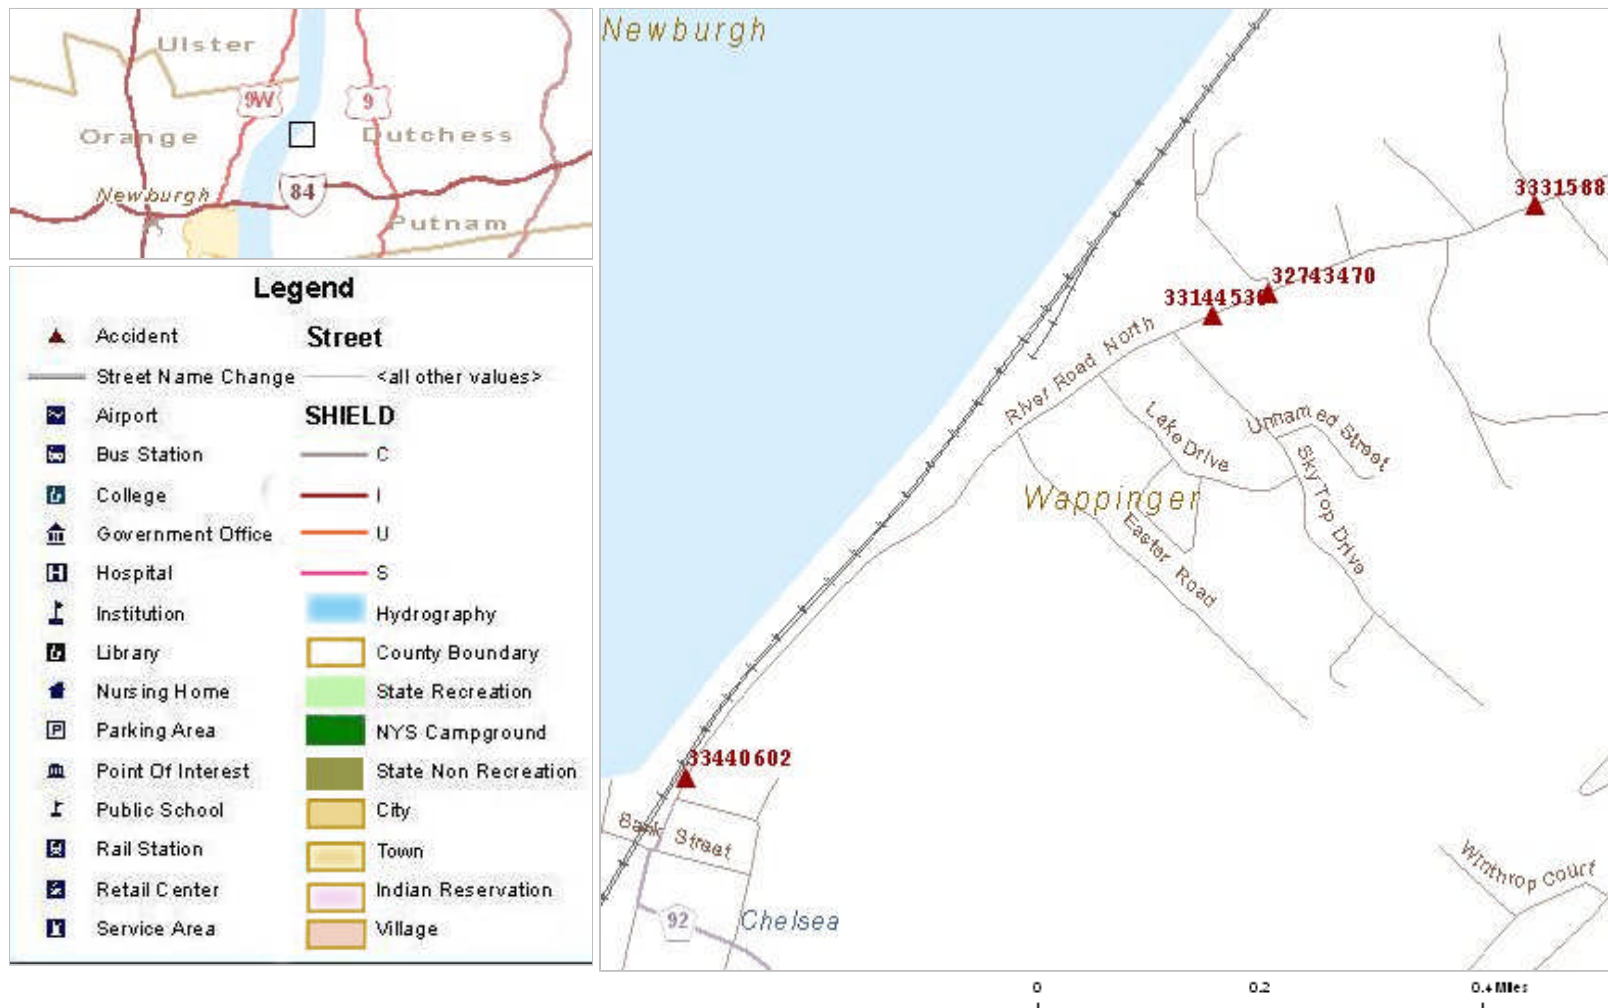 Ulster
9W
9
Orange
Dutchess
Newburgh
84
Putnam
Legend
Accident
Street
Street Name Change
<all other values>
Airport
SHIELD
Bus Station
C
College
I
Government Office
U
Hospital
S
Institution
Hydrography
Library
County Boundary
Nursing Home
State Recreation
Parking Area
NYS Campground
Point Of Interest
State Non Recreation
Public School
City
Rail Station
Town
Retail Center
Indian Reservation
Service Area
Village
Newburgh
3331588
32743470
3314453
River Road North
Lake Drive
Unnamed Street
Sky Top Drive
Wappinger
Easter Road
33440602
Bank Street
Winthrop Court
92
Chelsea
0
0.2
0.4 Miles